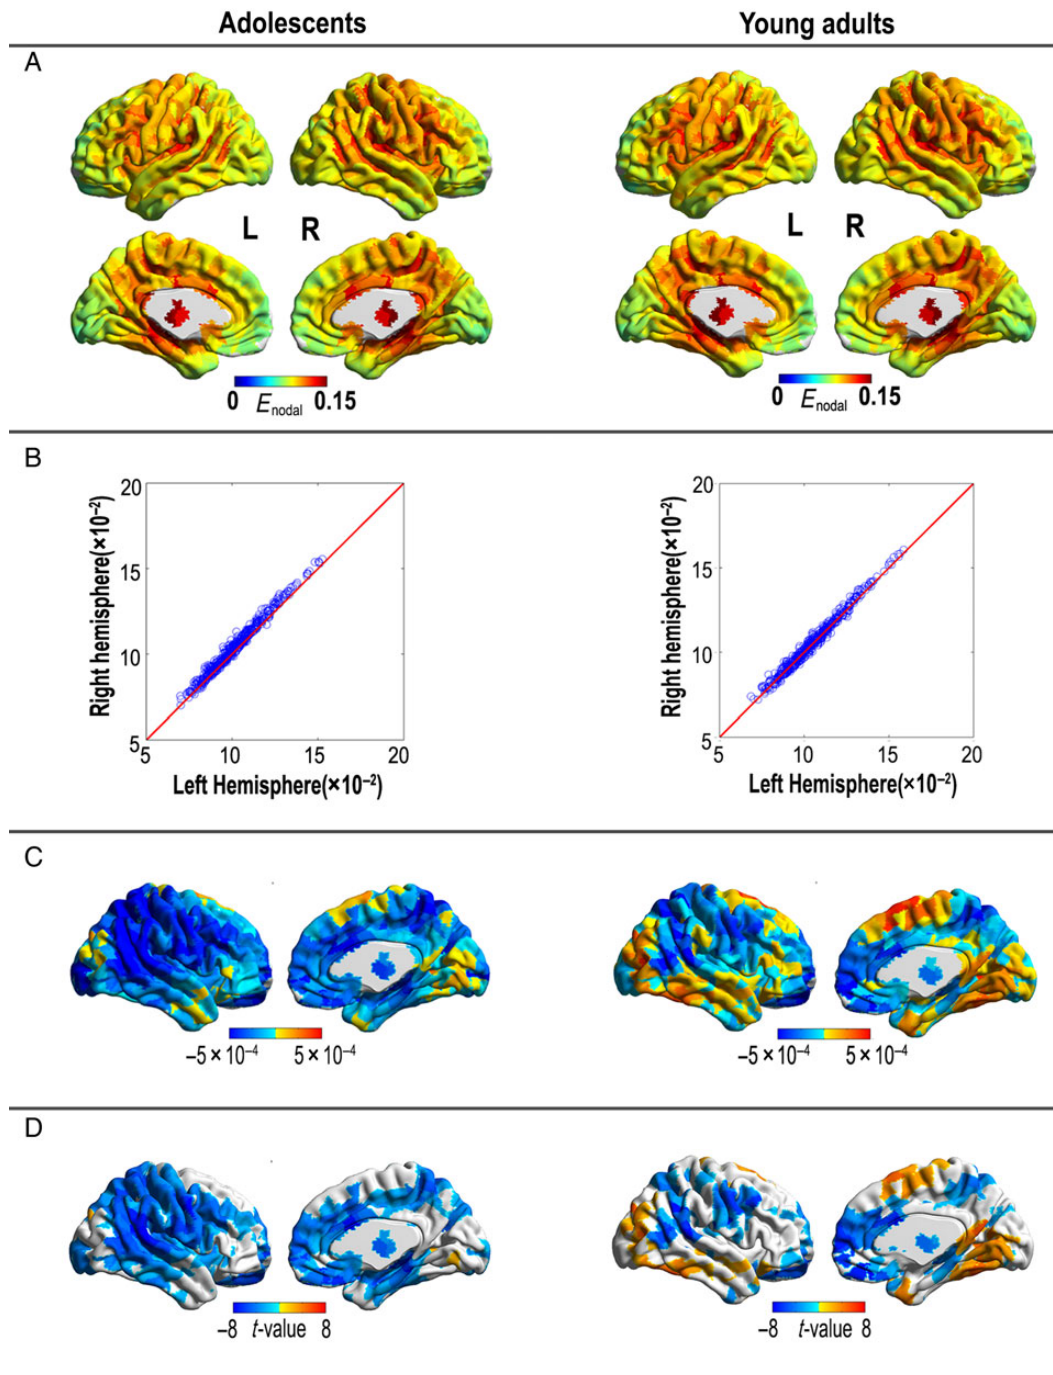 Adolescents Young adults
A
L R L R
0 E nodal 0.15 0 E nodal 0.15
B
20 20
15 15
10 10
5 5
5 10 15 20 5 10 15 20
Right hemisphere(×10−2) Right hemisphere(×10−2)
Left Hemisphere(×10−2) Left Hemisphere(×10−2)
C
−5 × 10−4 5 × 10−4 −5 × 10−4 5 × 10−4
D
−8 t-value 8 −8 t-value 8